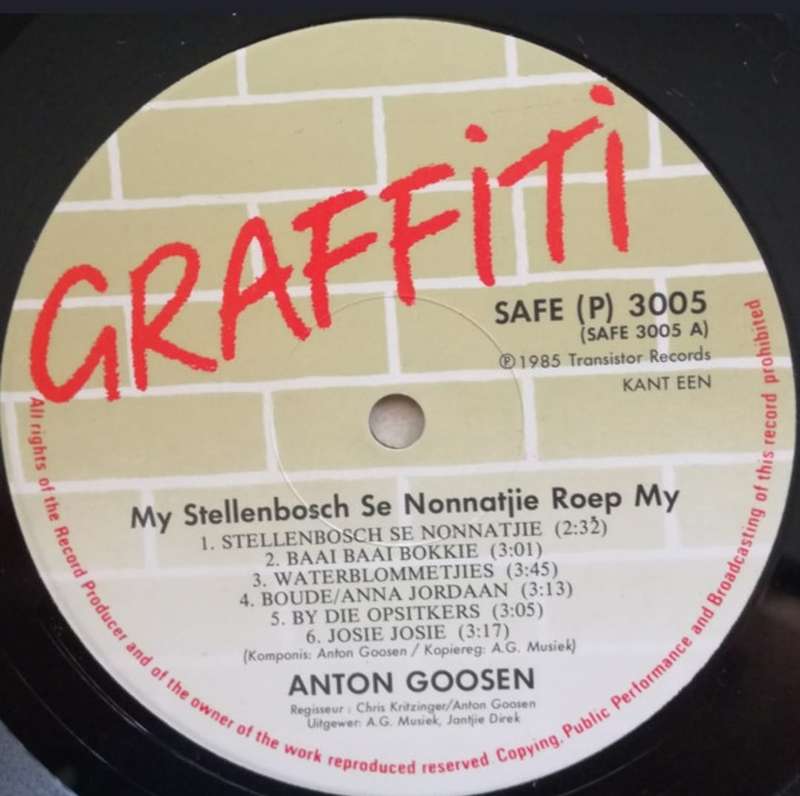 GRAFFiTi
SAFE (P) 3005
(SAFE 3005 A)
℗1985 Transistor Records
KANT EEN
My Stellenbosch Se Nonnatjie Roep My
1. STELLENBOSCH SE NONNATJIE (2:32)
2. BAAI BAAI BOKKIE (3:01)
3. WATERBLOMMETJIES (3:45)
4. BOUDE/ANNA JORDAAN (3:13)
5. BY DIE OPSITKERS (3:05)
6. JOSIE JOSIE (3:17)
(Komponis: Anton Goosen / Kopiereg: A.G. Musiek)
ANTON GOOSEN
Regisseur : Chris Kritzinger/Anton Goosen
Uitgewer: A.G. Musiek, Jantjie Direk
All rights of the Record Producer and of the owner of the work reproduced reserved. Copying, Public Performance and Broadcasting of this record prohibited